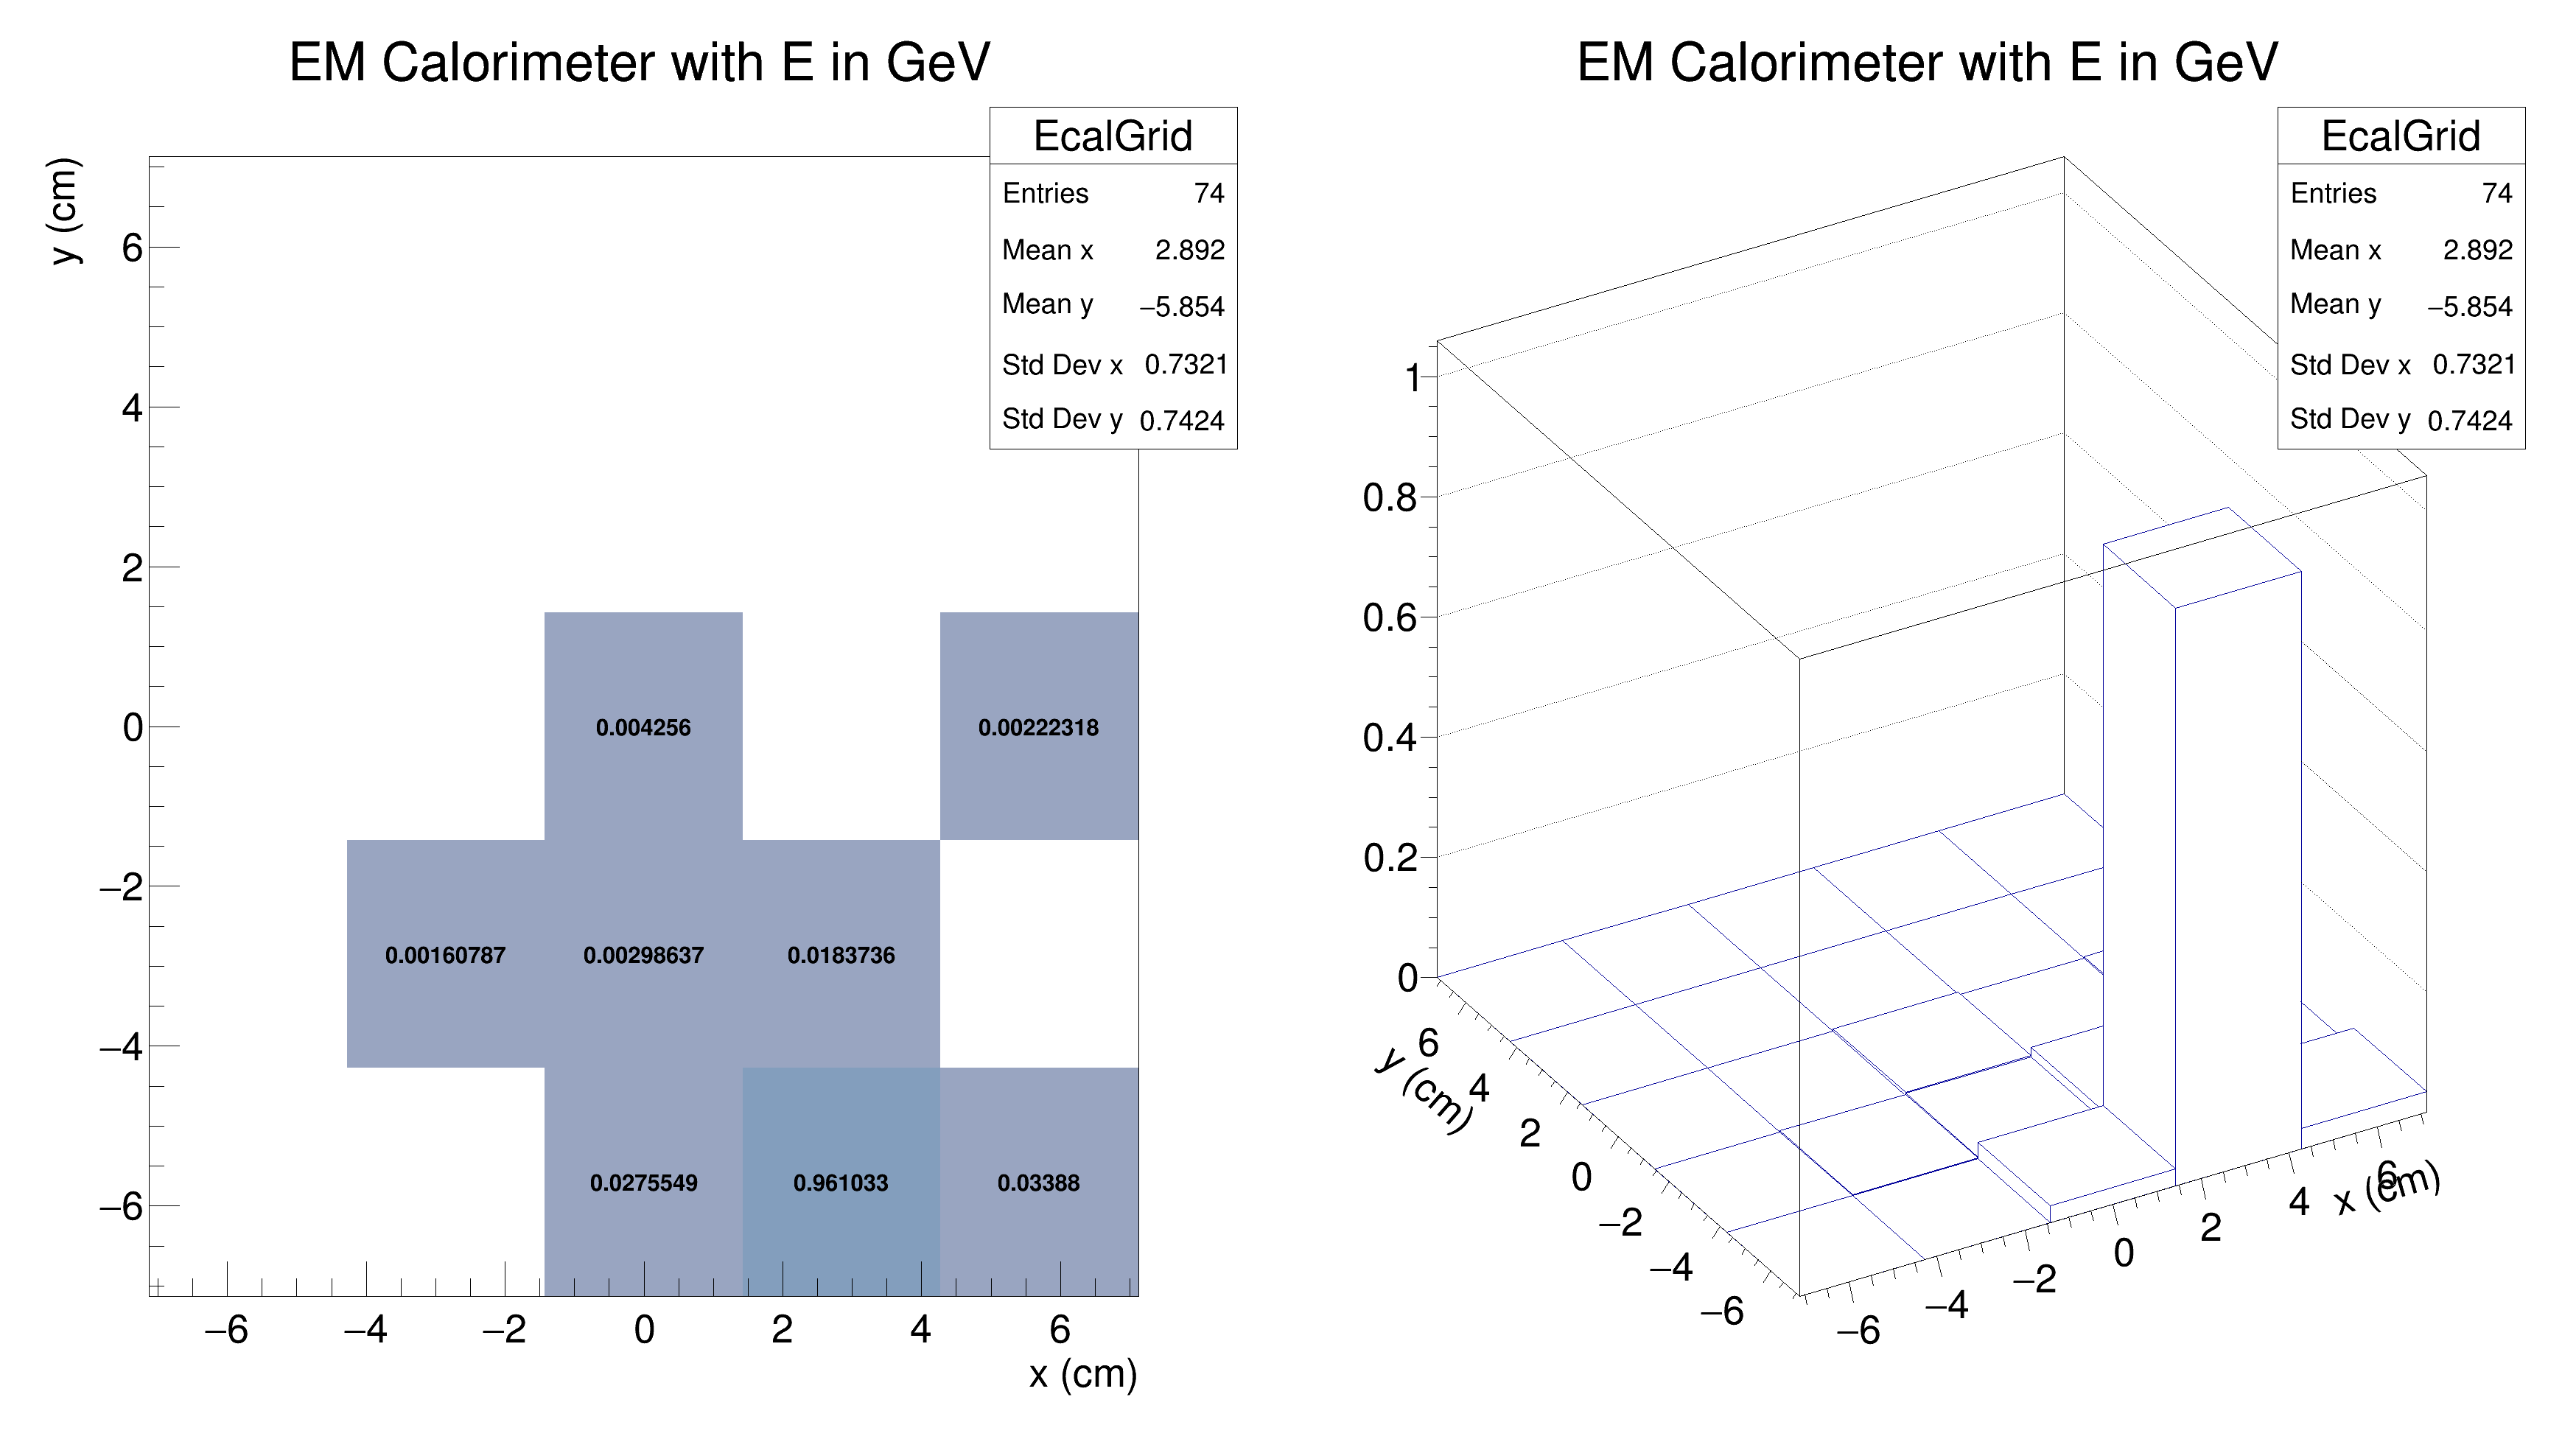 EM Calorimeter with E in GeV
EcalGrid
Entries 74
Mean x 2.892
Mean y −5.854
Std Dev x 0.7321
Std Dev y 0.7424
y (cm)
6
4
2
0
−2
−4
−6
0.004256 0.00222318
0.00160787 0.00298637 0.0183736
0.0275549 0.961033 0.03388
−6 −4 −2 0 2 4 6
x (cm)
EM Calorimeter with E in GeV
EcalGrid
Entries 74
Mean x 2.892
Mean y −5.854
Std Dev x 0.7321
Std Dev y 0.7424
1
0.8
0.6
0.4
0.2
0
y (cm)
6
4
2
0
−2
−4
−6
−6 −4 −2 0 2 4 6
x (cm)